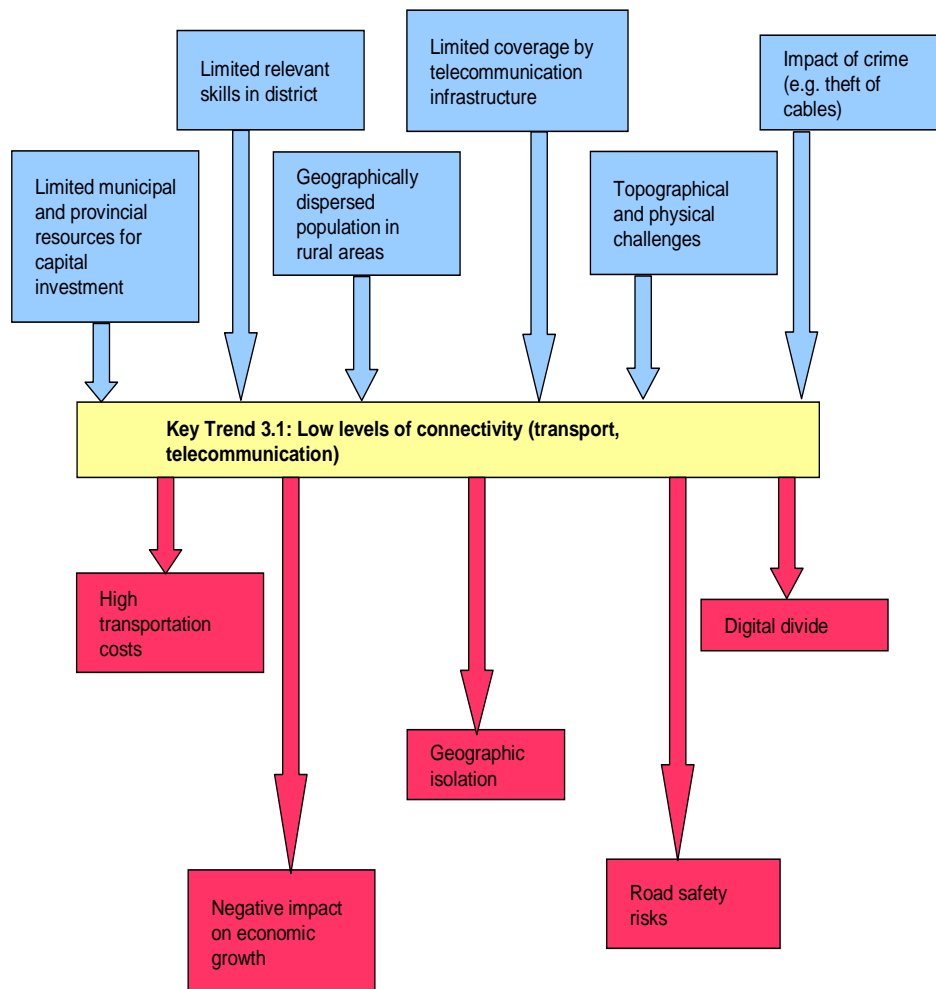 Limited relevant
skills in district
Limited coverage by
telecommunication
infrastructure
Impact of crime
(e.g. theft of
cables)
Limited municipal
and provincial
resources for
capital
investment
Geographically
dispersed
population in
rural areas
Topographical
and physical
challenges
Key Trend 3.1: Low levels of connectivity (transport,
telecommunication)
High
transportation
costs
Digital divide
Geographic
isolation
Negative impact
on economic
growth
Road safety
risks